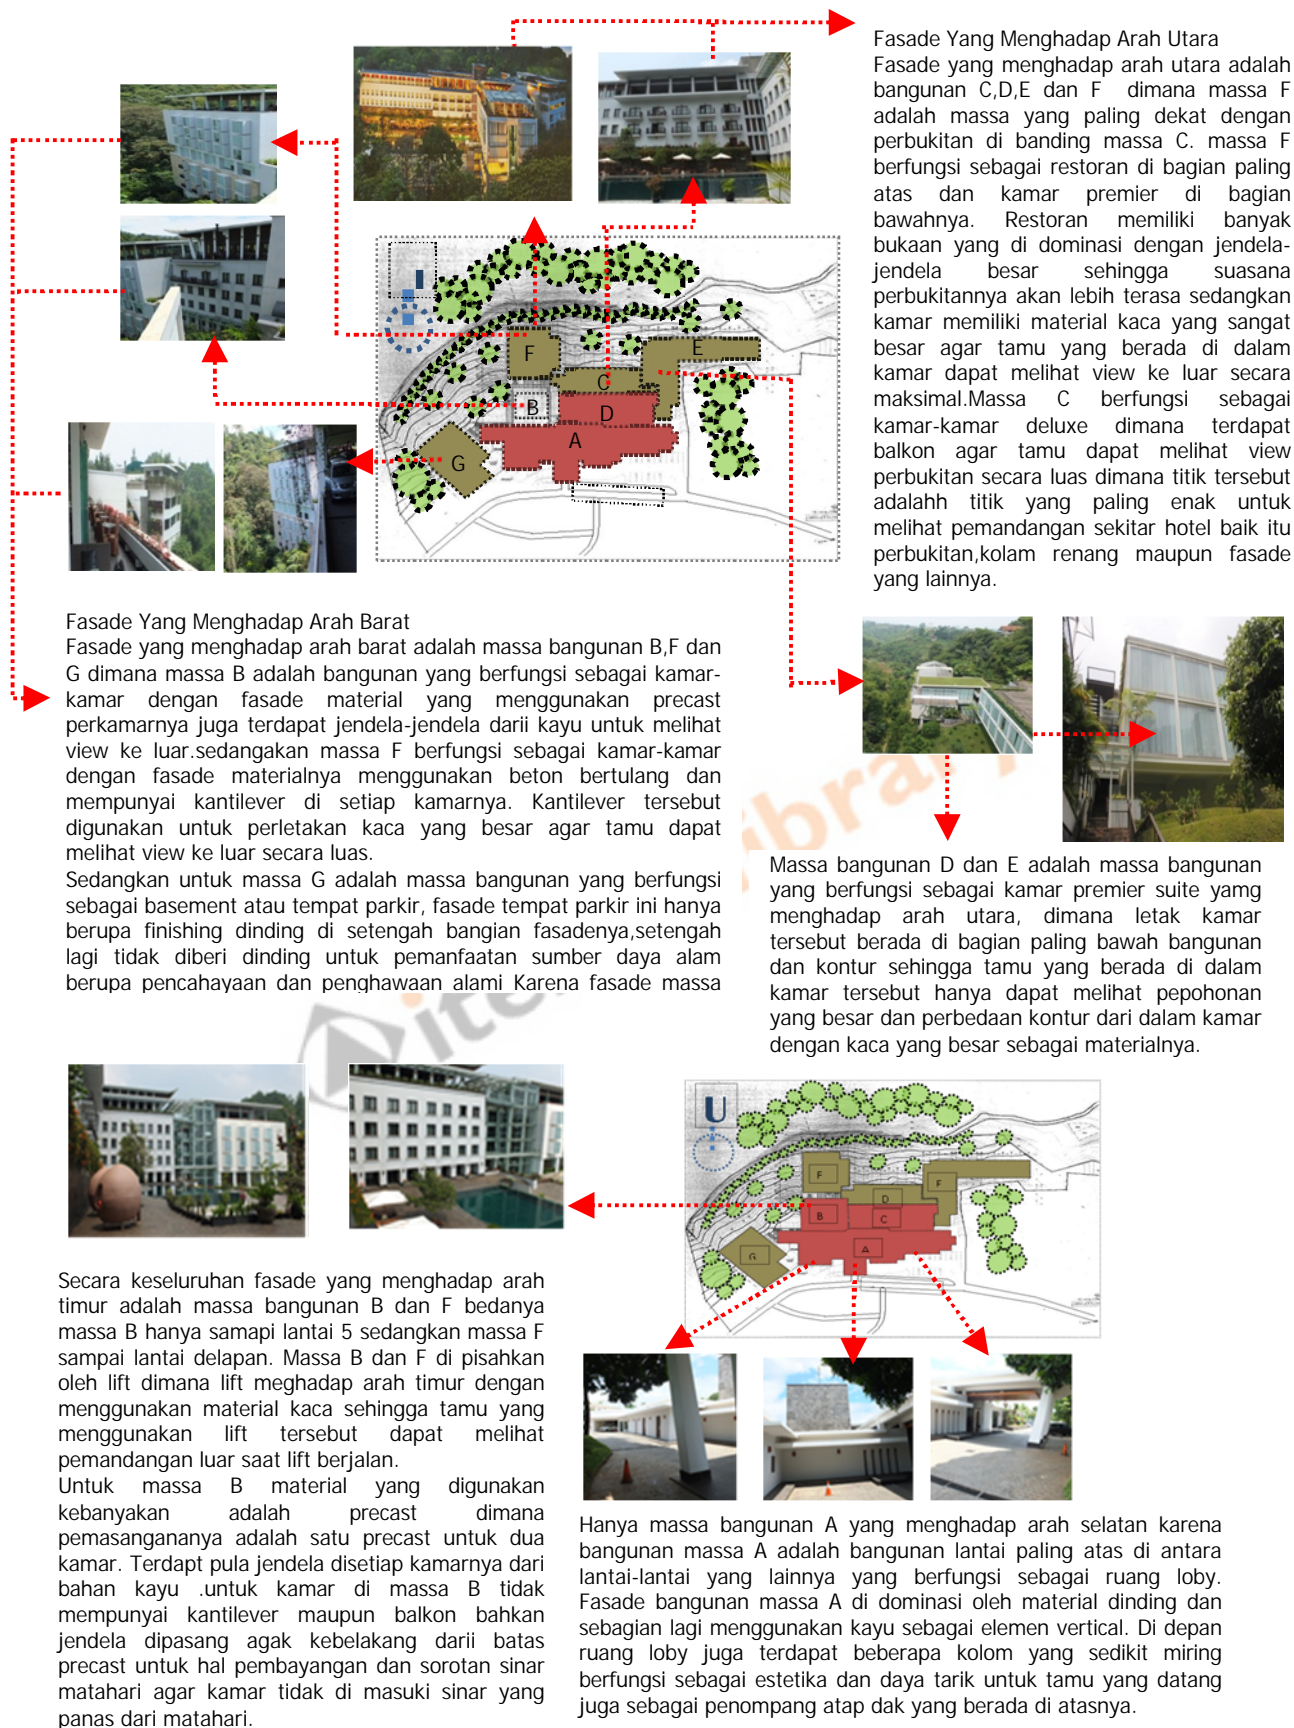 Fasade Yang Menghadap Arah Utara
Fasade yang menghadap arah utara adalah
bangunan C,D,E dan F dimana massa F
adalah massa yang paling dekat dengan
perbukitan di banding massa C. massa F
berfungsi sebagai restoran di bagian paling
atas dan kamar premier di bagian
bawahnya. Restoran memiliki banyak
bukaan yang di dominasi dengan jendela-
jendela besar sehingga suasana
perbukitannya akan lebih terasa sedangkan
kamar memiliki material kaca yang sangat
besar agar tamu yang berada di dalam
kamar dapat melihat view ke luar secara
maksimal.Massa C berfungsi sebagai
kamar-kamar deluxe dimana terdapat
balkon agar tamu dapat melihat view
perbukitan secara luas dimana titik tersebut
adalahh titik yang paling enak untuk
melihat pemandangan sekitar hotel baik itu
perbukitan,kolam renang maupun fasade
yang lainnya.
F
E
C
B
D
A
G
Fasade Yang Menghadap Arah Barat
Fasade yang menghadap arah barat adalah massa bangunan B,F dan
G dimana massa B adalah bangunan yang berfungsi sebagai kamar-
kamar dengan fasade material yang menggunakan precast
perkamarnya juga terdapat jendela-jendela darii kayu untuk melihat
view ke luar.sedangakan massa F berfungsi sebagai kamar-kamar
dengan fasade materialnya menggunakan beton bertulang dan
mempunyai kantilever di setiap kamarnya. Kantilever tersebut
digunakan untuk perletakan kaca yang besar agar tamu dapat
melihat view ke luar secara luas.
Sedangkan untuk massa G adalah massa bangunan yang berfungsi
sebagai basement atau tempat parkir, fasade tempat parkir ini hanya
berupa finishing dinding di setengah bangian fasadenya,setengah
lagi tidak diberi dinding untuk pemanfaatan sumber daya alam
berupa pencahayaan dan penghawaan alami Karena fasade massa
Massa bangunan D dan E adalah massa bangunan
yang berfungsi sebagai kamar premier suite yamg
menghadap arah utara, dimana letak kamar
tersebut berada di bagian paling bawah bangunan
dan kontur sehingga tamu yang berada di dalam
kamar tersebut hanya dapat melihat pepohonan
yang besar dan perbedaan kontur dari dalam kamar
dengan kaca yang besar sebagai materialnya.
U
F
F
D
B
C
A
G
Secara keseluruhan fasade yang menghadap arah
timur adalah massa bangunan B dan F bedanya
massa B hanya samapi lantai 5 sedangkan massa F
sampai lantai delapan. Massa B dan F di pisahkan
oleh lift dimana lift meghadap arah timur dengan
menggunakan material kaca sehingga tamu yang
menggunakan lift tersebut dapat melihat
pemandangan luar saat lift berjalan.
Untuk massa B material yang digunakan
kebanyakan adalah precast dimana
pemasangananya adalah satu precast untuk dua
kamar. Terdapt pula jendela disetiap kamarnya dari
bahan kayu .untuk kamar di massa B tidak
mempunyai kantilever maupun balkon bahkan
jendela dipasang agak kebelakang darii batas
precast untuk hal pembayangan dan sorotan sinar
matahari agar kamar tidak di masuki sinar yang
panas dari matahari.
Hanya massa bangunan A yang menghadap arah selatan karena
bangunan massa A adalah bangunan lantai paling atas di antara
lantai-lantai yang lainnya yang berfungsi sebagai ruang loby.
Fasade bangunan massa A di dominasi oleh material dinding dan
sebagian lagi menggunakan kayu sebagai elemen vertical. Di depan
ruang loby juga terdapat beberapa kolom yang sedikit miring
berfungsi sebagai estetika dan daya tarik untuk tamu yang datang
juga sebagai penompang atap dak yang berada di atasnya.